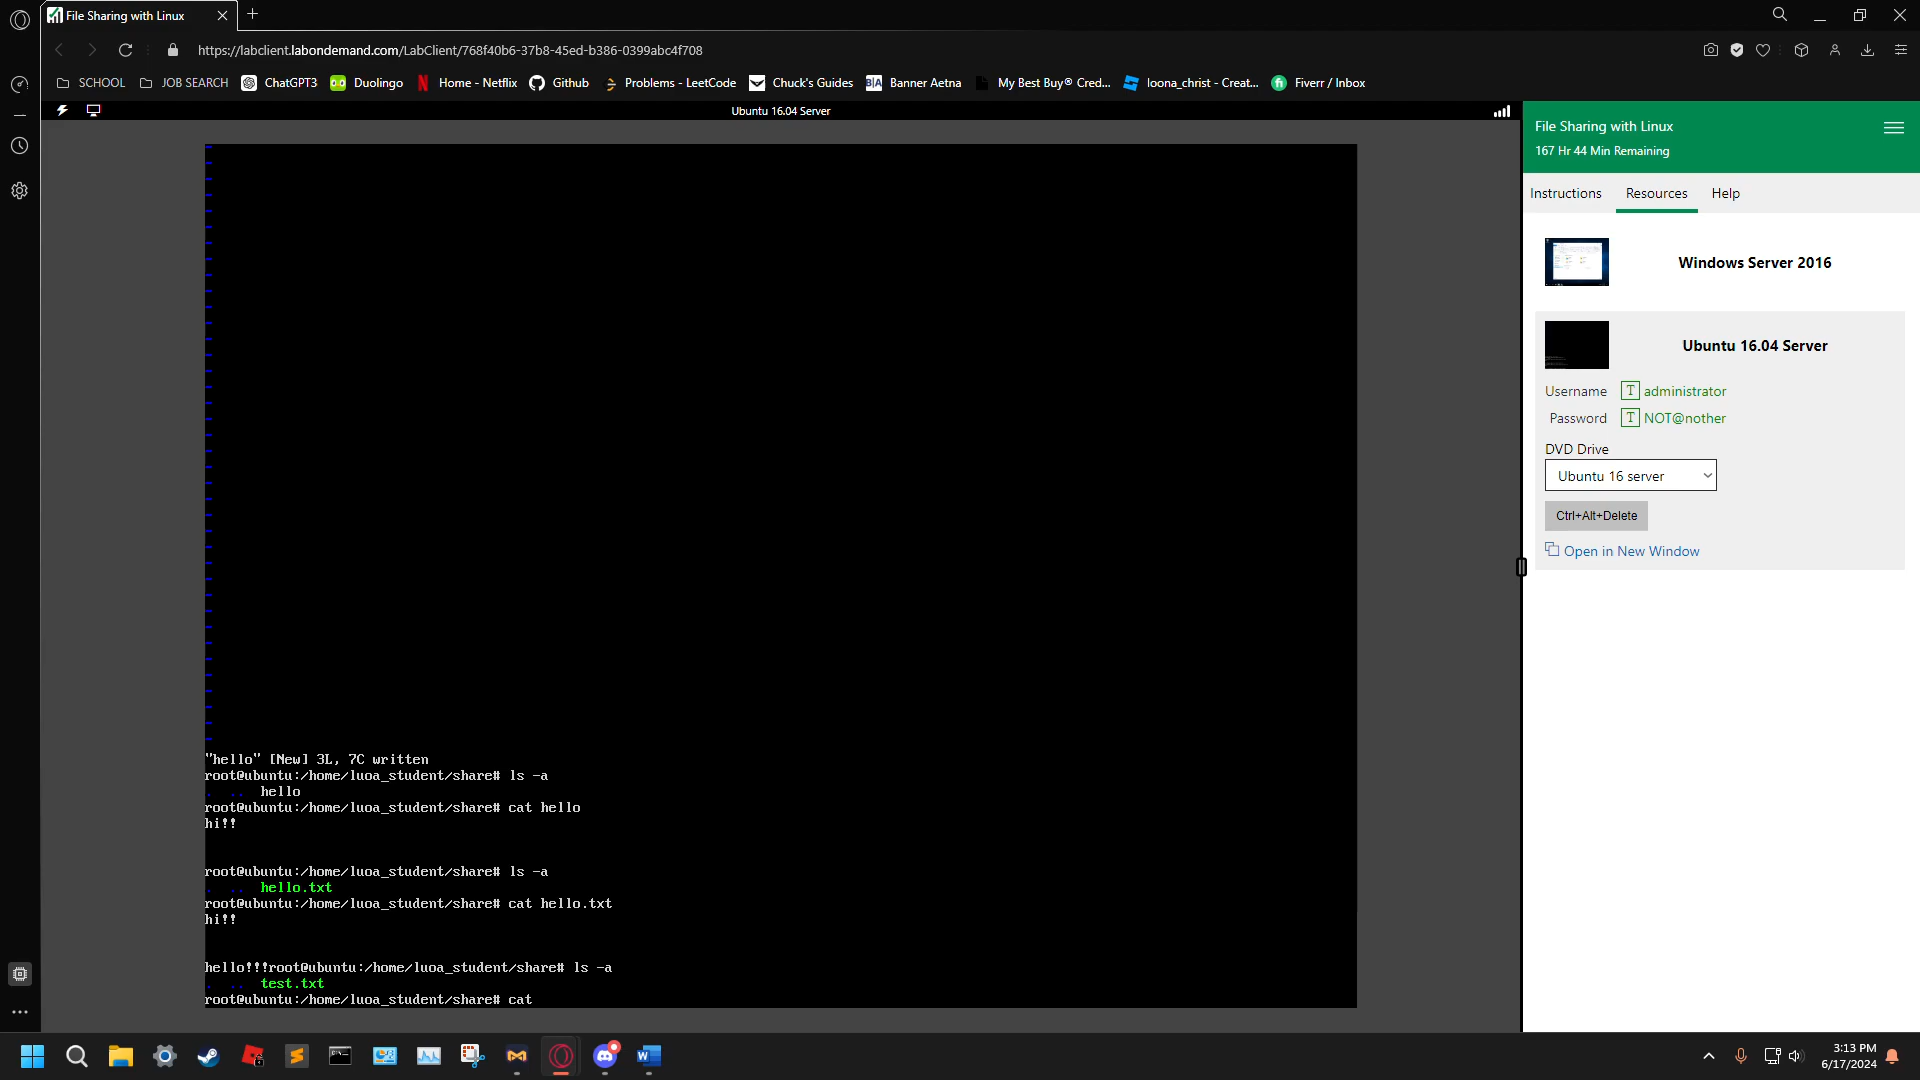 File Sharing with Linux
https://labclient.labondemand.com/LabClient/768f40b6-37b8-45ed-b386-0399abc4f708
SCHOOL JOB SEARCH ChatGPT3 Duolingo Home - Netflix Github Problems - LeetCode Chuck's Guides B|A Banner Aetna My Best Buy® Cred... loona_christ - Creat... Fiverr / Inbox
Ubuntu 16.04 Server
"hello" [New] 3L, 7C written
root@ubuntu:/home/luoa_student/share# ls -a
. .. hello
root@ubuntu:/home/luoa_student/share# cat hello
hi!!
root@ubuntu:/home/luoa_student/share# ls -a
. .. hello.txt
root@ubuntu:/home/luoa_student/share# cat hello.txt
hi!!
hello!!!root@ubuntu:/home/luoa_student/share# ls -a
. .. test.txt
root@ubuntu:/home/luoa_student/share# cat
File Sharing with Linux
167 Hr 44 Min Remaining
Instructions Resources Help
Windows Server 2016
Ubuntu 16.04 Server
Username T administrator
Password T NOT@nother
DVD Drive
Ubuntu 16 server
Ctrl+Alt+Delete
Open in New Window
3:13 PM
6/17/2024